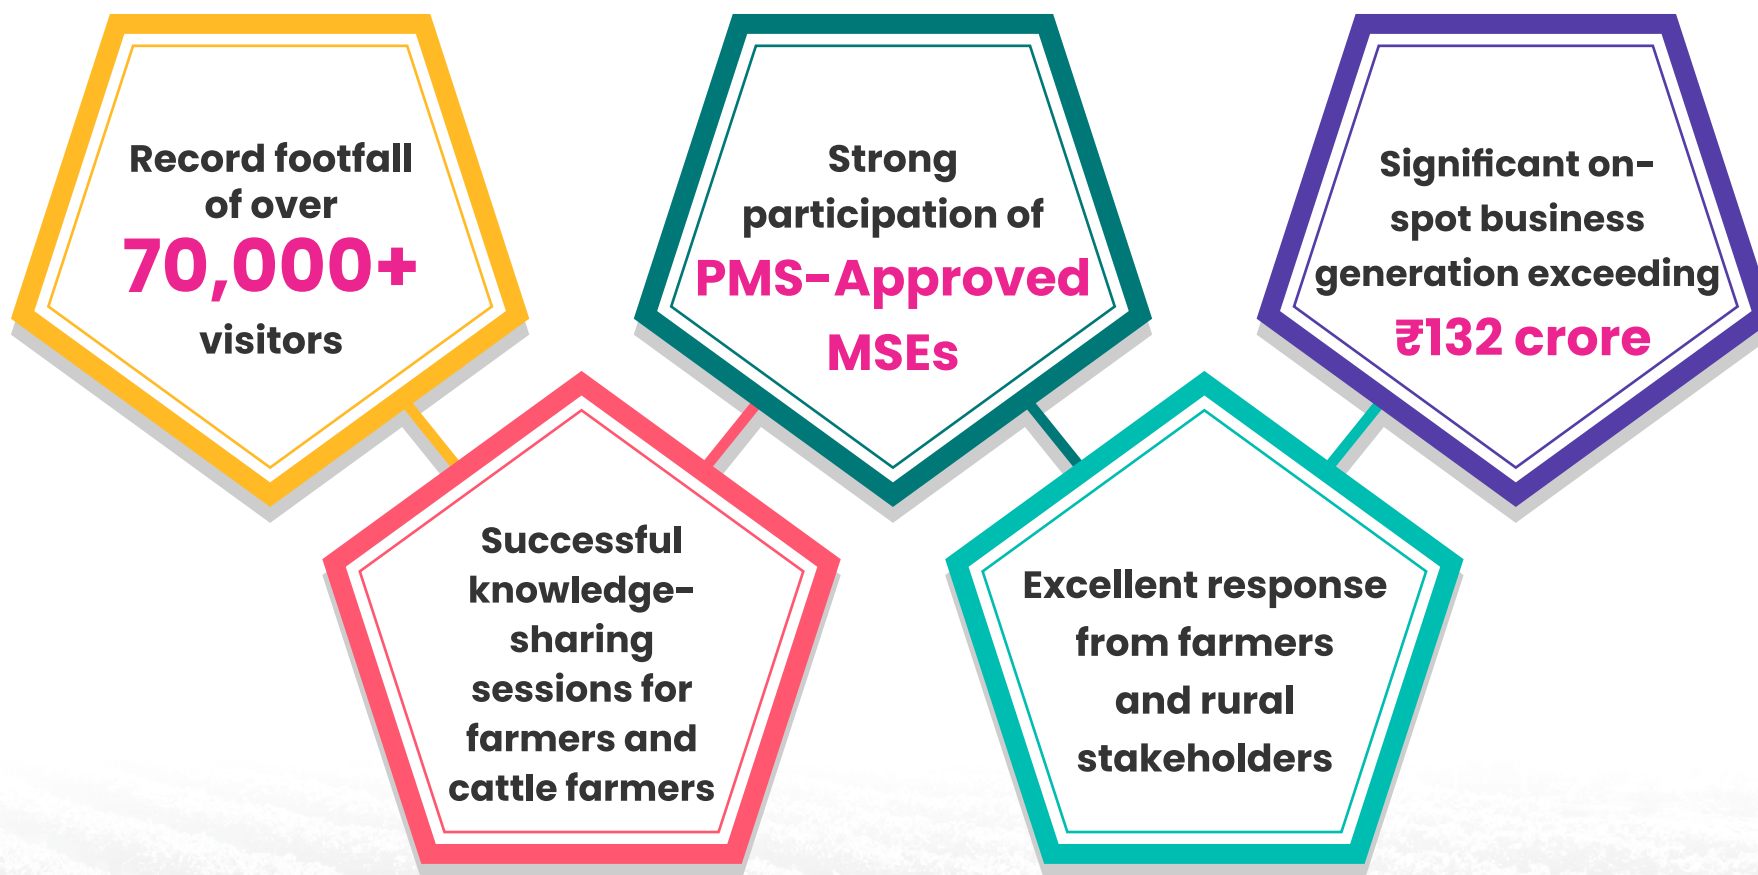 Record footfall
of over
70,000+
visitors
Successful
knowledge-
sharing
sessions for
farmers and
cattle farmers
Strong
participation of
PMS-Approved
MSEs
Excellent response
from farmers
and rural
stakeholders
Significant on-
spot business
generation exceeding
₹132 crore